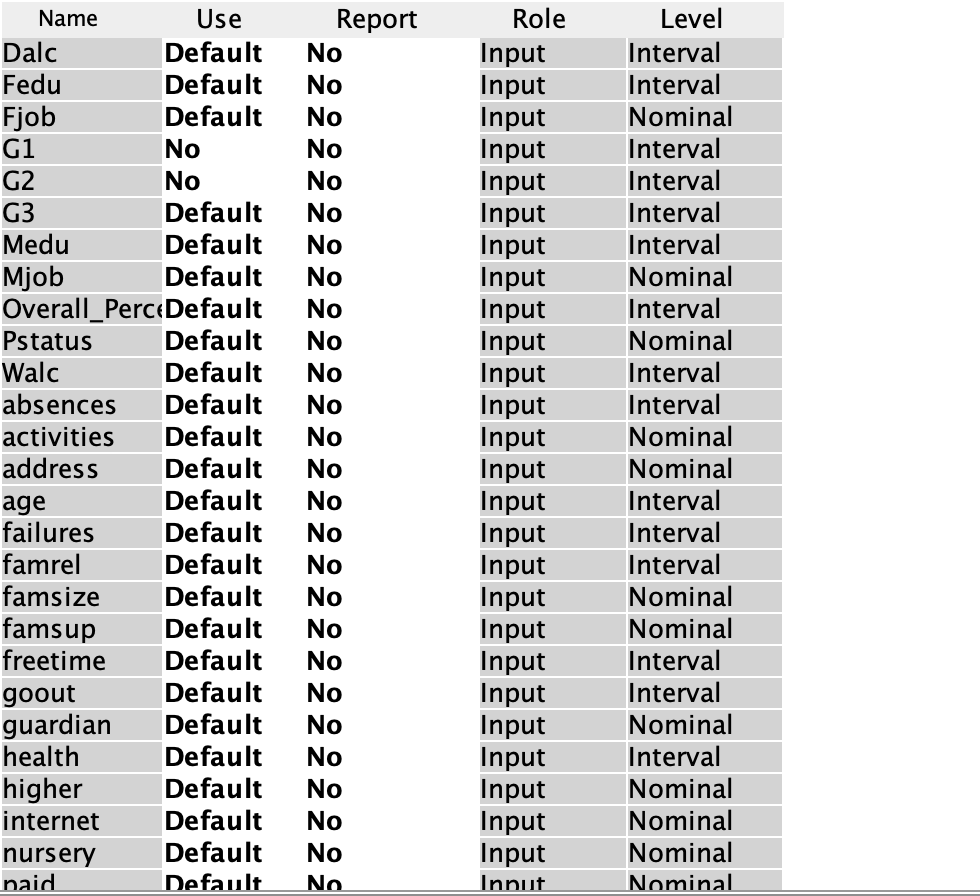 Name Use Report Role Level
Dalc Default No Input Interval
Fedu Default No Input Interval
Fjob Default No Input Nominal
G1 No No Input Interval
G2 No No Input Interval
G3 Default No Input Interval
Medu Default No Input Interval
Mjob Default No Input Nominal
Overall_Perce Default No Input Interval
Pstatus Default No Input Nominal
Walc Default No Input Interval
absences Default No Input Interval
activities Default No Input Nominal
address Default No Input Nominal
age Default No Input Interval
failures Default No Input Interval
famrel Default No Input Interval
famsize Default No Input Nominal
famsup Default No Input Nominal
freetime Default No Input Interval
goout Default No Input Interval
guardian Default No Input Nominal
health Default No Input Interval
higher Default No Input Nominal
internet Default No Input Nominal
nursery Default No Input Nominal
paid Default No Input Nominal